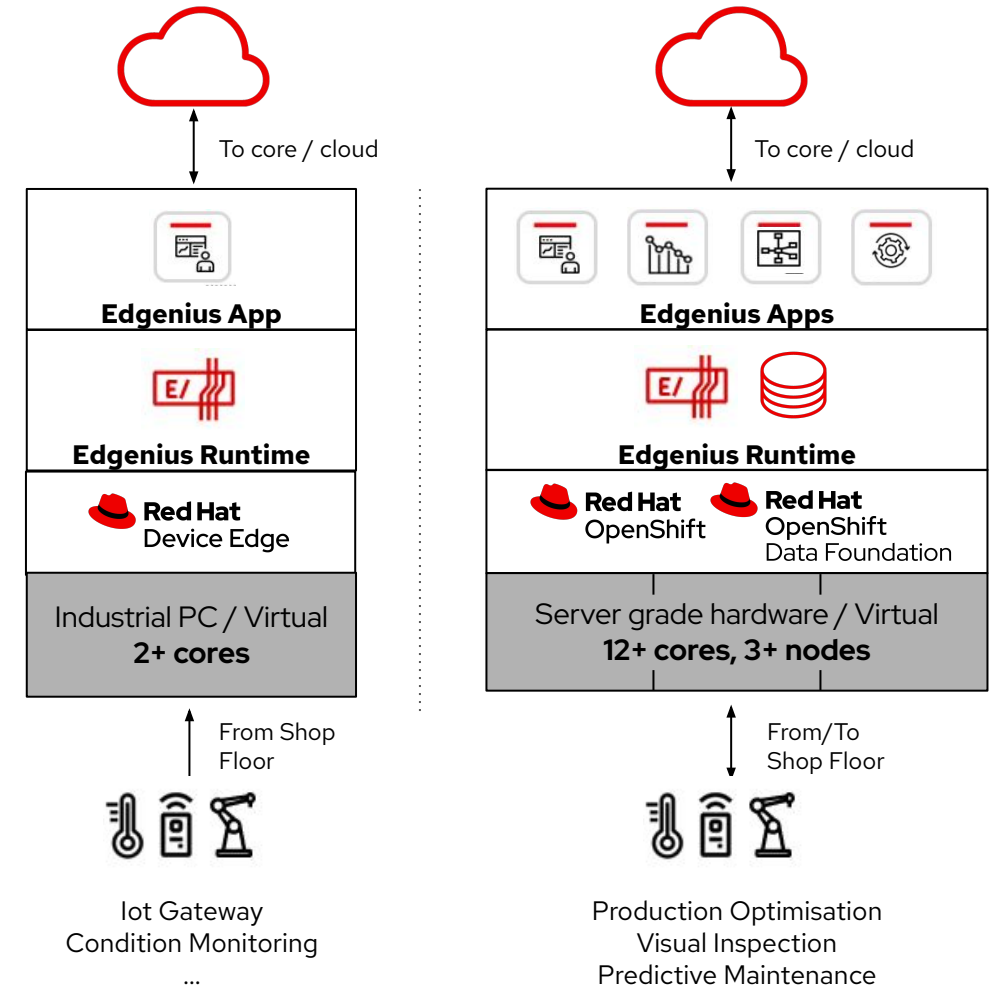 To core / cloud
Edgenius App
E/
Edgenius Runtime
Red Hat
Device Edge
Industrial PC / Virtual
2+ cores
From Shop
Floor
Iot Gateway
Condition Monitoring
...
To core / cloud
Edgenius Apps
E/
Edgenius Runtime
Red Hat
OpenShift
Red Hat
OpenShift
Data Foundation
Server grade hardware / Virtual
12+ cores, 3+ nodes
From/To
Shop Floor
Production Optimisation
Visual Inspection
Predictive Maintenance